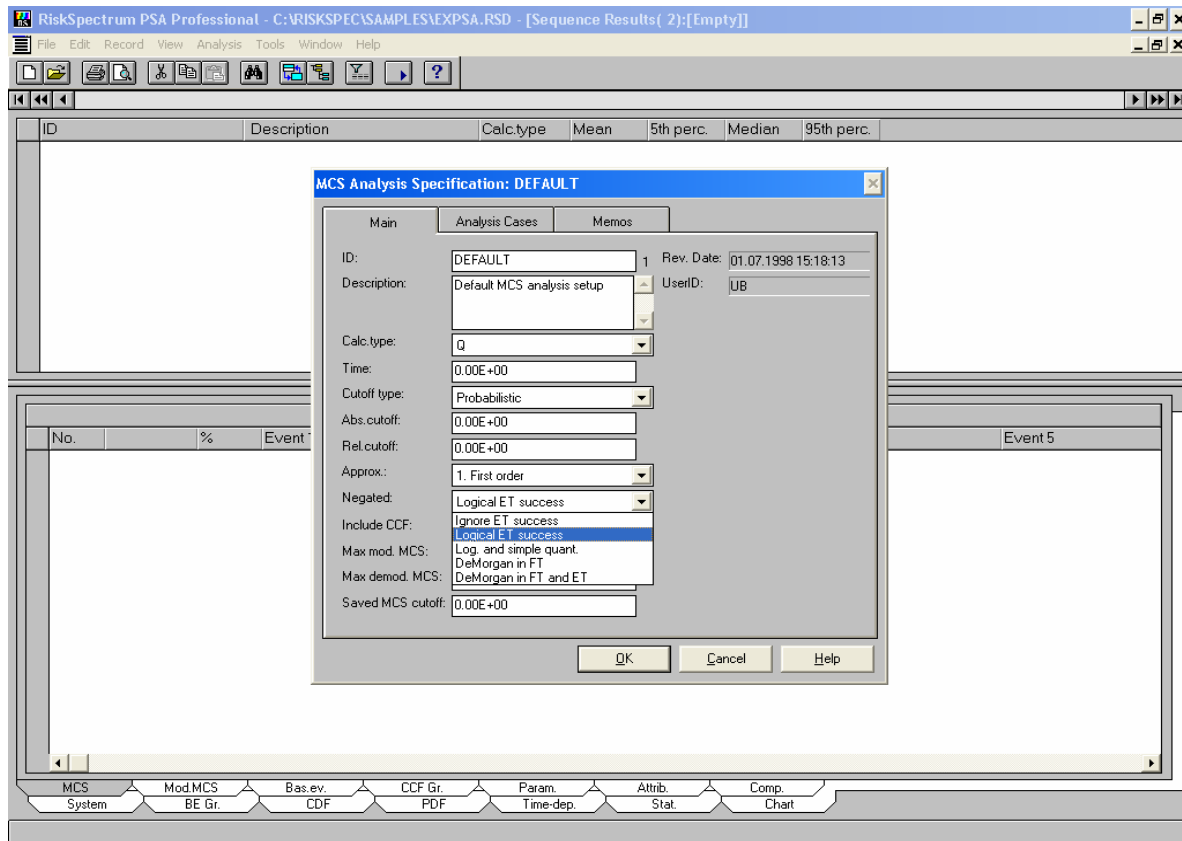 RiskSpectrum PSA Professional - C:\RISKSPEC\SAMPLES\EXPSA.RSD - [Sequence Results( 2):[Empty]]
File Edit Record View Analysis Tools Window Help
ID Description Calc.type Mean 5th perc. Median 95th perc.
MCS Analysis Specification: DEFAULT
Main Analysis Cases Memos
ID: DEFAULT 1 Rev. Date: 01.07.1998 15:18:13
Description: Default MCS analysis setup UserID: UB
Calc.type: Q
Time: 0.00E+00
Cutoff type: Probabilistic
Abs.cutoff: 0.00E+00
No. % Event Event 5
Rel.cutoff: 0.00E+00
Approx.: 1. First order
Negated: Logical ET success
Ignore ET success
Include CCF: Logical ET success
Max mod. MCS: Log. and simple quant.
DeMorgan in FT
Max demod. MCS: DeMorgan in FT and ET
Saved MCS cutoff: 0.00E+00
OK Cancel Help
MCS Mod.MCS Bas.ev. CCF Gr. Param. Attrib. Comp.
System BE Gr. CDF PDF Time-dep. Stat. Chart